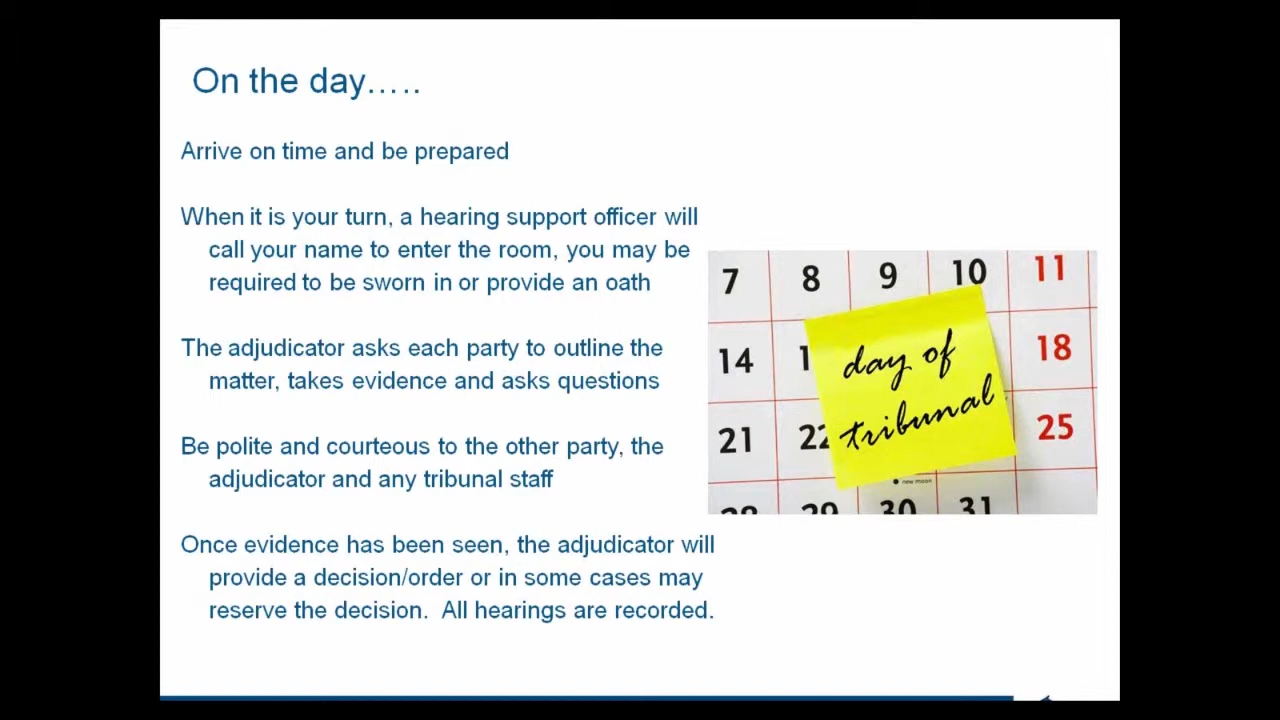 On the day.....
Arrive on time and be prepared
When it is your turn, a hearing support officer will
call your name to enter the room, you may be
required to be sworn in or provide an oath
The adjudicator asks each party to outline the
matter, takes evidence and asks questions
Be polite and courteous to the other party, the
adjudicator and any tribunal staff
Once evidence has been seen, the adjudicator will
provide a decision/order or in some cases may
reserve the decision.  All hearings are recorded.
7 8 9 10 11
14 18
day of
tribunal
21 22 25
new moon
28 29 30 31